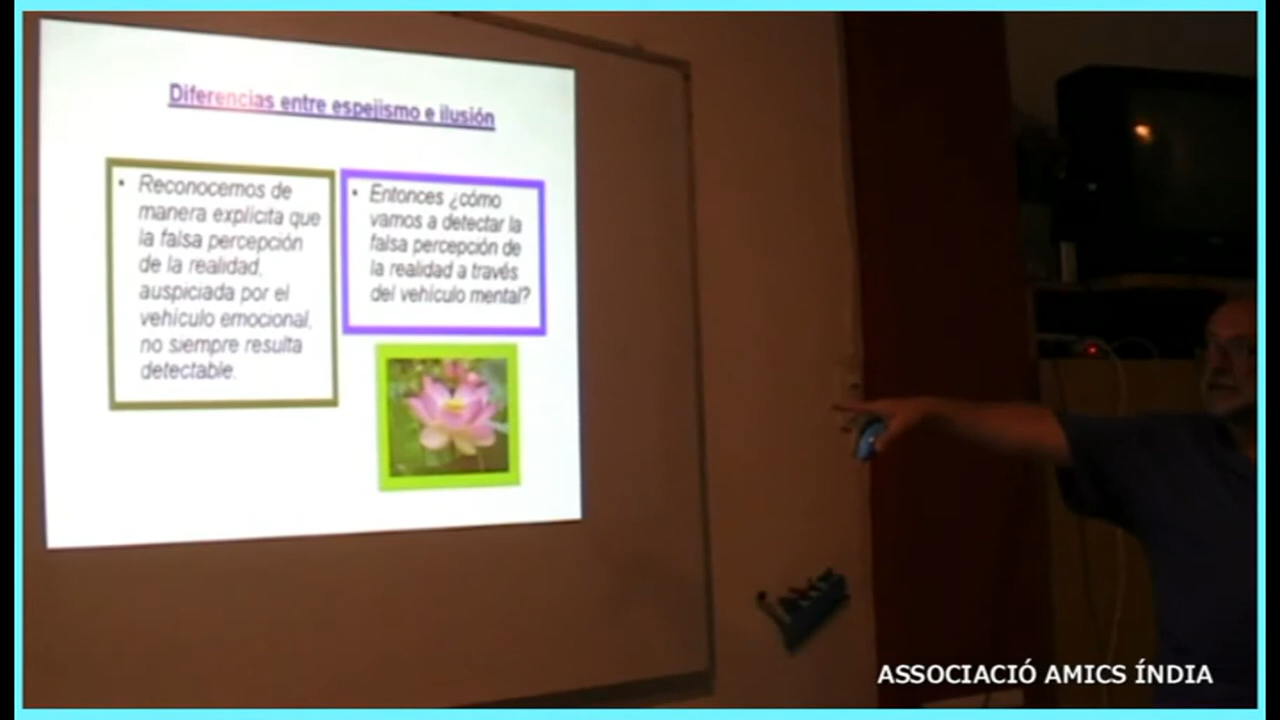 Diferencias entre espejismo e ilusión
• Reconocemos de
manera explícita que
la falsa percepción
de la realidad,
auspiciada por el
vehículo emocional,
no siempre resulta
detectable.
• Entonces ¿cómo
vamos a detectar la
falsa percepción de
la realidad a través
del vehículo mental?
ASSOCIACIÓ AMICS ÍNDIA